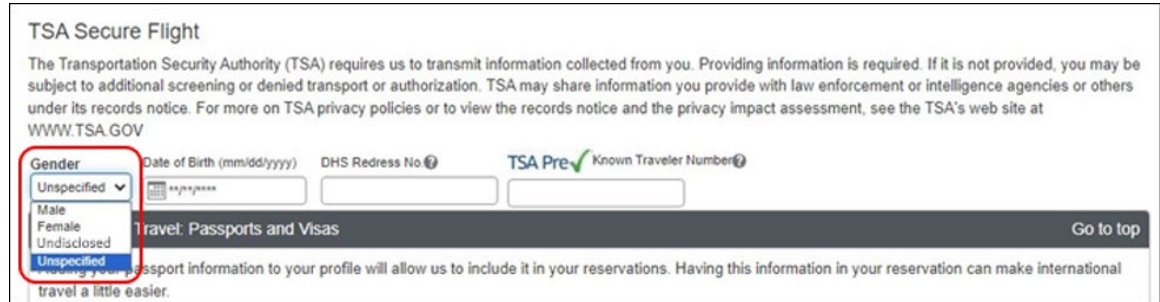 TSA Secure Flight
The Transportation Security Authority (TSA) requires us to transmit information collected from you. Providing information is required. If it is not provided, you may be
subject to additional screening or denied transport or authorization. TSA may share information you provide with law enforcement or intelligence agencies or others
under its records notice. For more on TSA privacy policies or to view the records notice and the privacy impact assessment, see the TSA's web site at
WWW.TSA.GOV
Gender Date of Birth (mm/dd/yyyy) DHS Redress No. TSA Pre✓ Known Traveler Number
Unspecified **/**/****
Male
Female
Undisclosed
Unspecified
Travel: Passports and Visas Go to top
passport information to your profile will allow us to include it in your reservations. Having this information in your reservation can make international
travel a little easier.